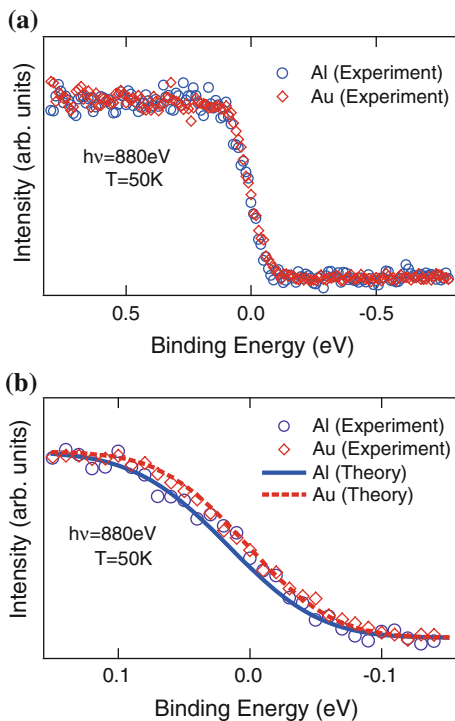 (a)
Intensity (arb. units)
Al (Experiment)
Au (Experiment)
hν=880eV
T=50K
0.5 0.0 -0.5
Binding Energy (eV)
(b)
Intensity (arb. units)
Al (Experiment)
Au (Experiment)
Al (Theory)
Au (Theory)
hν=880eV
T=50K
0.1 0.0 -0.1
Binding Energy (eV)